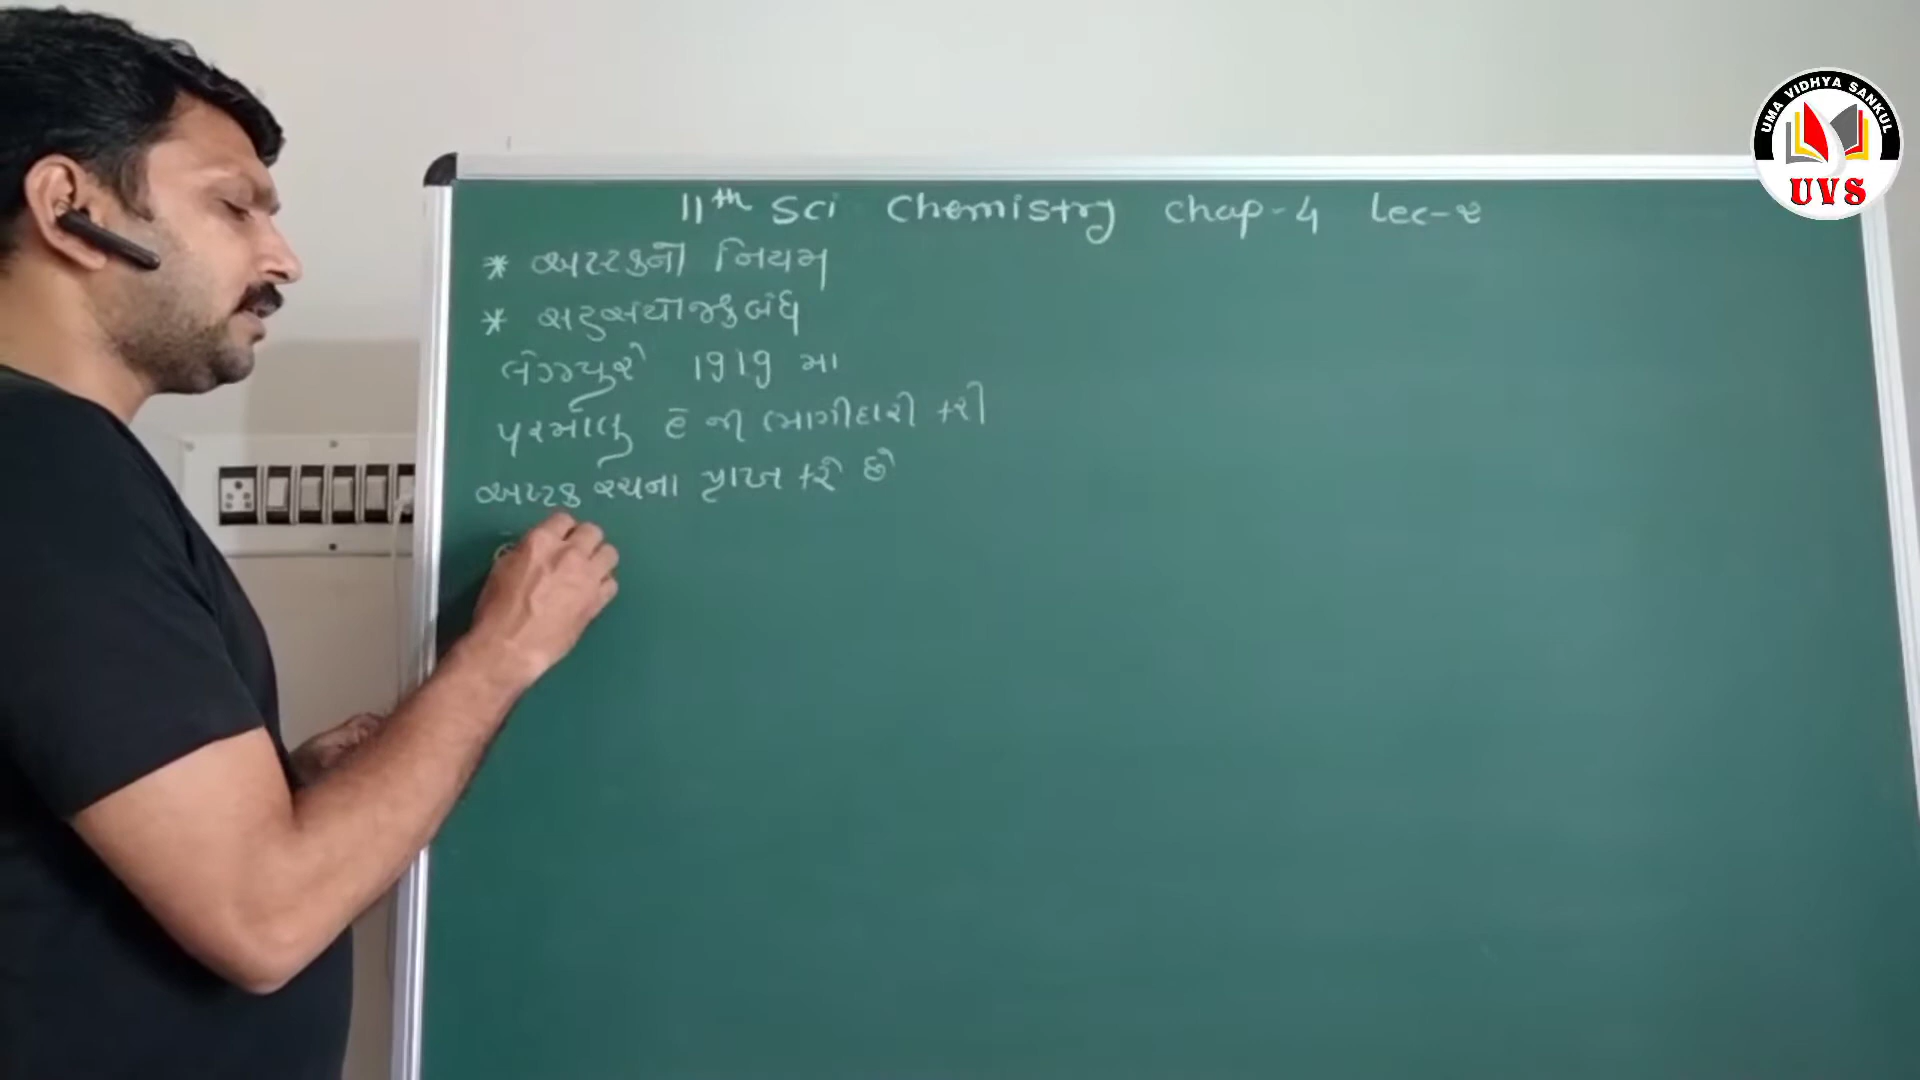 11th Sci Chemistry Chap-4 Lec-૨
* અષ્ટકનો નિયમ
* સહસંયોજક બંધ
લેંગમ્યુરે 1919 મા
પરમાણુ ē ની ભાગીદારી કરી
અષ્ટક રચના પ્રાપ્ત કરે છે
UMA VIDHYA SANKUL
UVS